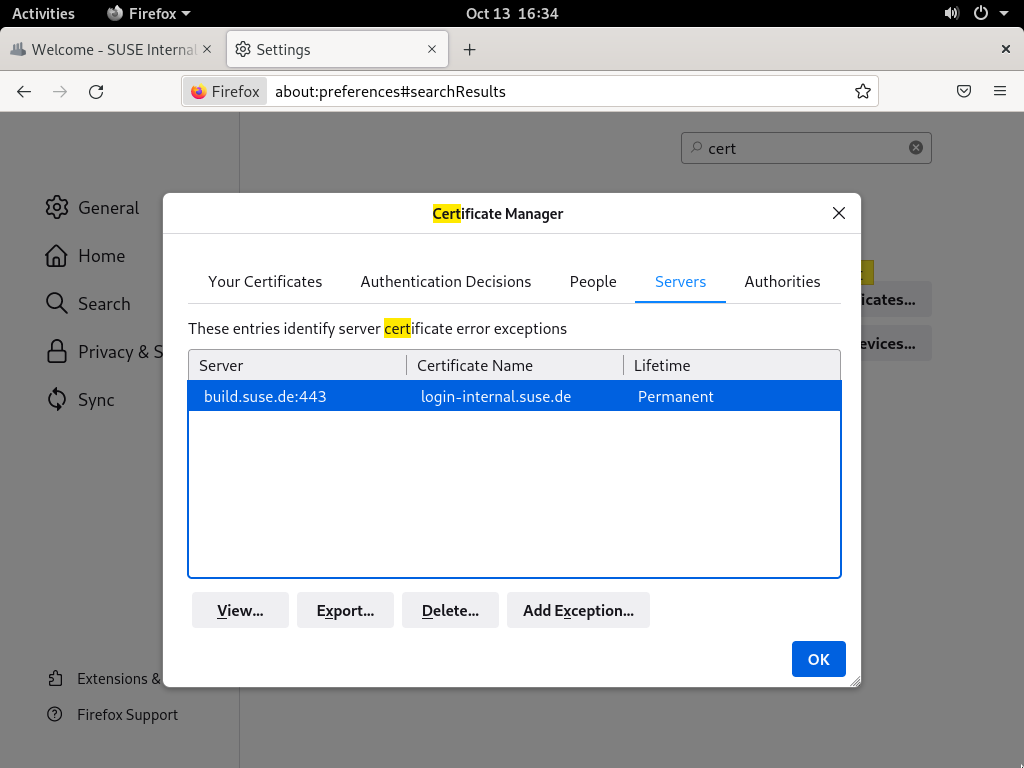 Activities Firefox Oct 13 16:34
Welcome - SUSE Internal Settings
Firefox about:preferences#searchResults
cert
General
Home
Search
Privacy & S
Sync
Extensions &
Firefox Support
icates...
evices...
Certificate Manager
Your Certificates Authentication Decisions People Servers Authorities
These entries identify server certificate error exceptions
Server Certificate Name Lifetime
build.suse.de:443 login-internal.suse.de Permanent
View... Export... Delete... Add Exception...
OK